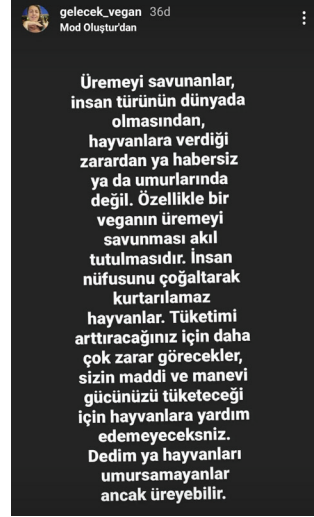 gelecek_vegan 36d
Mod Oluştur'dan
Üremeyi savunanlar,
insan türünün dünyada
olmasından,
hayvanlara verdiği
zarardan ya habersiz
ya da umurlarında
değil. Özellikle bir
veganın üremeyi
savunması akıl
tutulmasıdır. İnsan
nüfusunu çoğaltarak
kurtarılamaz
hayvanlar. Tüketimi
arttıracağınız için daha
çok zarar görecekler,
sizin maddi ve manevi
gücünüzü tüketeceği
için hayvanlara yardım
edemeyeceksniz.
Dedim ya hayvanları
umursamayanlar
ancak üreyebilir.